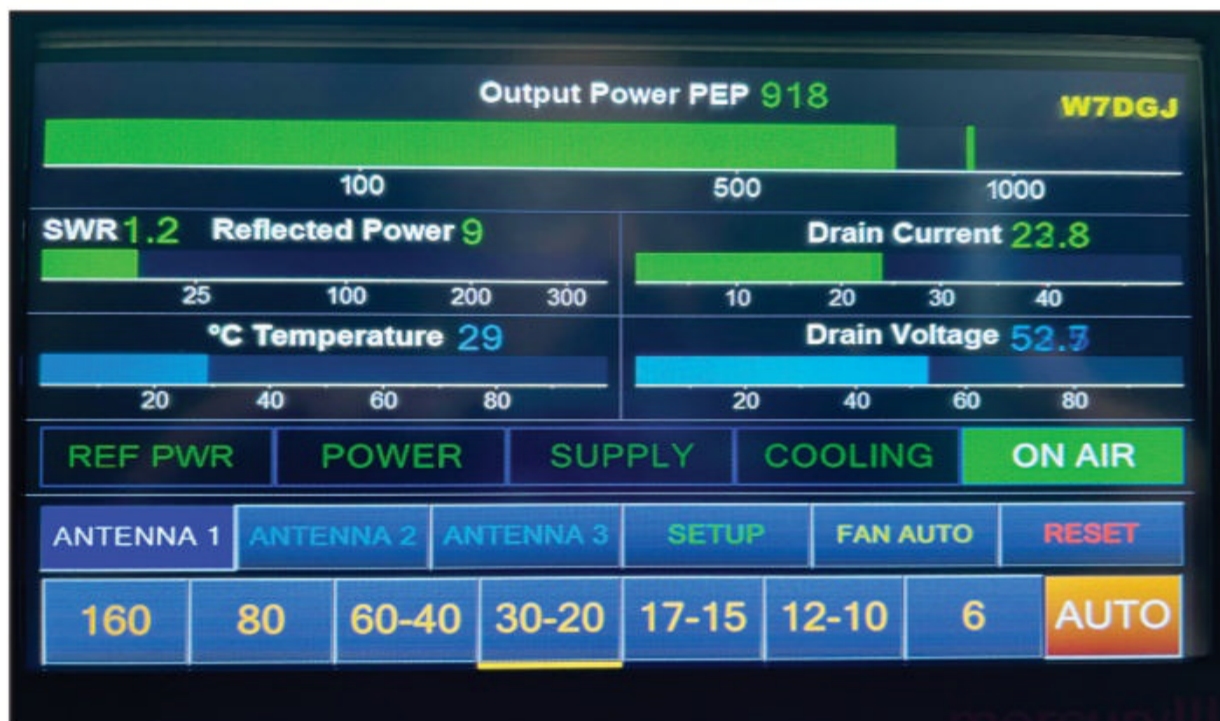 Output Power PEP 918
W7DGJ
100 500 1000
SWR 1.2 Reflected Power 9
25 100 200 300
Drain Current 23.8
10 20 30 40
°C Temperature 29
20 40 60 80
Drain Voltage
20 40 60 80
REF PWR POWER SUPPLY COOLING ON AIR
ANTENNA 1 ANTENNA 2 ANTENNA 3 SETUP FAN AUTO RESET
160 80 60-40 30-20 17-15 12-10 6 AUTO